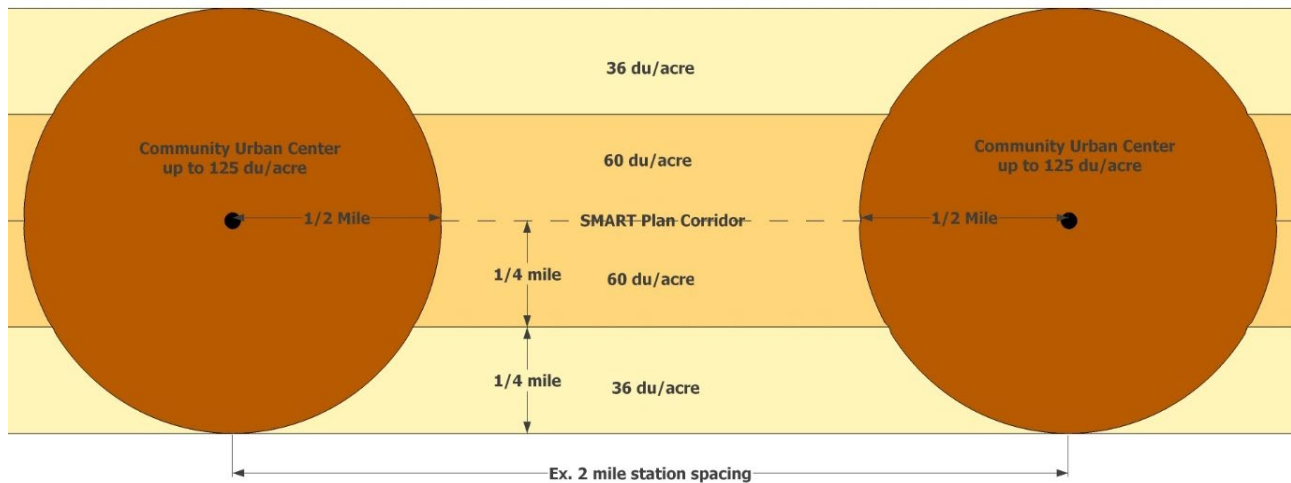 36 du/acre
Community Urban Center
up to 125 du/acre
60 du/acre
Community Urban Center
up to 125 du/acre
1/2 Mile
SMART Plan Corridor
1/2 Mile
1/4 mile
60 du/acre
1/4 mile
36 du/acre
Ex. 2 mile station spacing